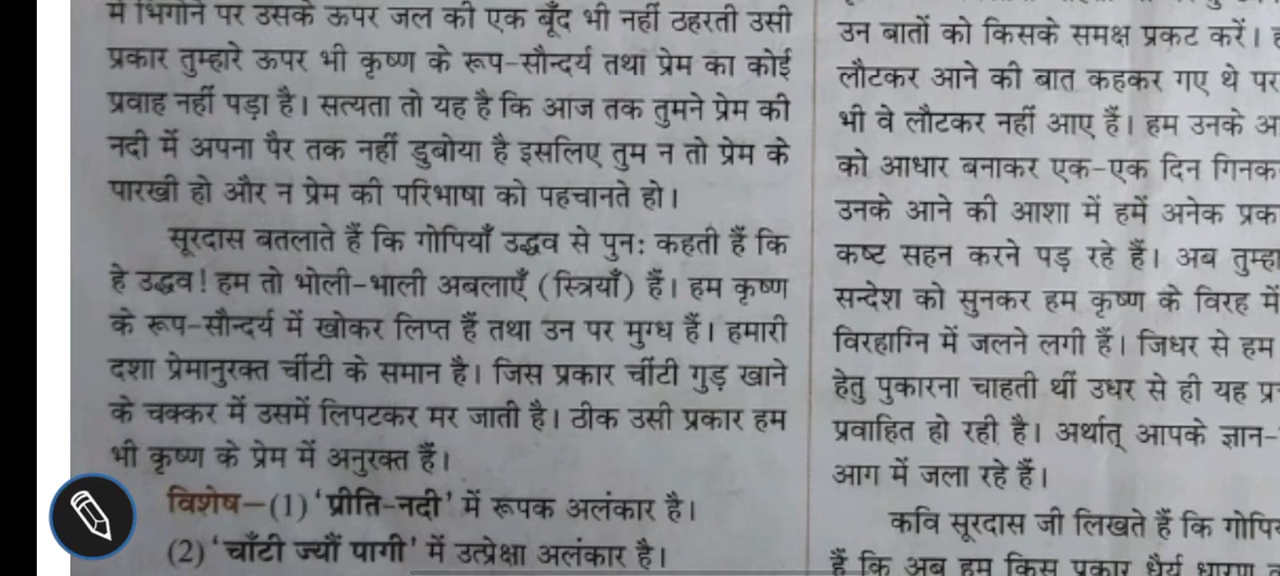 में भिगोने पर उसके ऊपर जल की एक बूँद भी नहीं ठहरती उसी
प्रकार तुम्हारे ऊपर भी कृष्ण के रूप-सौन्दर्य तथा प्रेम का कोई
प्रवाह नहीं पड़ा है। सत्यता तो यह है कि आज तक तुमने प्रेम की
नदी में अपना पैर तक नहीं डुबोया है इसलिए तुम न तो प्रेम के
पारखी हो और न प्रेम की परिभाषा को पहचानते हो।
सूरदास बतलाते हैं कि गोपियाँ उद्धव से पुनः कहती हैं कि
हे उद्धव! हम तो भोली-भाली अबलाएँ (स्त्रियाँ) हैं। हम कृष्ण
के रूप-सौन्दर्य में खोकर लिप्त हैं तथा उन पर मुग्ध हैं। हमारी
दशा प्रेमानुरक्त चींटी के समान है। जिस प्रकार चींटी गुड़ खाने
के चक्कर में उसमें लिपटकर मर जाती है। ठीक उसी प्रकार हम
भी कृष्ण के प्रेम में अनुरक्त हैं।
विशेष-(1) 'प्रीति-नदी' में रूपक अलंकार है।
(2) 'चाँटी ज्यौं पागी' में उत्प्रेक्षा अलंकार है।
उन बातों को किसके समक्ष प्रकट करें।
लौटकर आने की बात कहकर गए थे पर
भी वे लौटकर नहीं आए हैं। हम उनके
को आधार बनाकर एक-एक दिन
उनके आने की आशा में हमें अनेक
कष्ट सहन करने पड़ रहे हैं। अब
सन्देश को सुनकर हम कृष्ण के विरह में
विरहाग्नि में जलने लगी हैं। जिधर से हम
हेतु पुकारना चाहती थीं उधर से ही यह
प्रवाहित हो रही है। अर्थात् आपके ज्ञान-
आग में जला रहे हैं।
कवि सूरदास जी लिखते हैं कि
हैं कि अब हम किस प्रकार धैर्य धारण